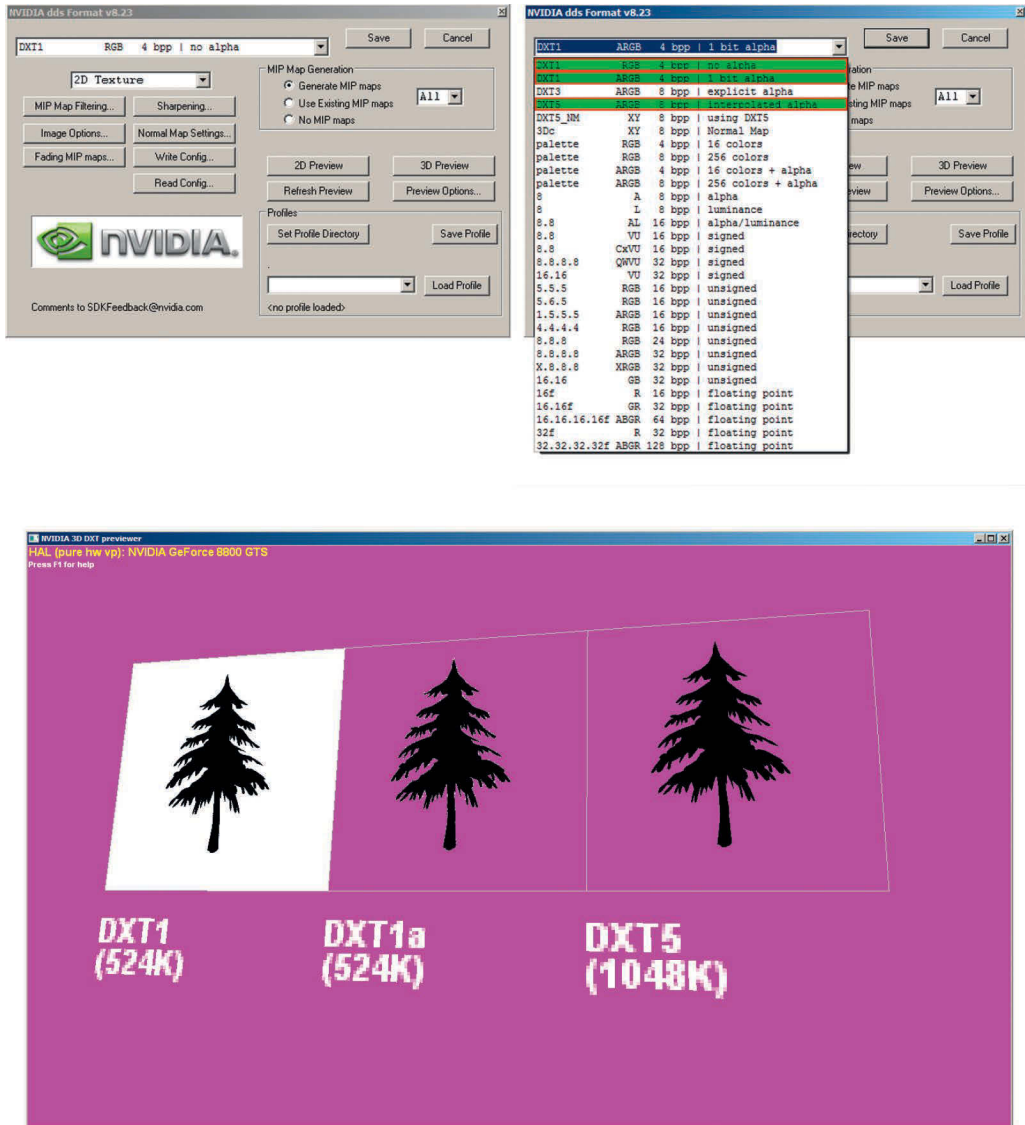 NVIDIA dds Format v8.23
DXT1 RGB 4 bpp | no alpha
Save
Cancel
2D Texture
MIP Map Filtering...
Sharpening...
Image Options...
Normal Map Settings...
Fading MIP maps...
Write Config...
Read Config...
MIP Map Generation
Generate MIP maps
Use Existing MIP maps
No MIP maps
All
2D Preview
3D Preview
Refresh Preview
Preview Options...
Profiles
Set Profile Directory
Save Profile
.
Load Profile
<no profile loaded>
nVIDIA.
Comments to SDKFeedback@nvidia.com
NVIDIA dds Format v8.23
DXT1 ARGB 4 bpp | 1 bit alpha
Save
Cancel
DXT1 RGB 4 bpp | no alpha
DXT1 ARGB 4 bpp | 1 bit alpha
DXT3 ARGB 8 bpp | explicit alpha
DXT5 ARGB 8 bpp | interpolated alpha
DXT5_NM XY 8 bpp | using DXT5
3Dc XY 8 bpp | Normal Map
palette RGB 4 bpp | 16 colors
palette RGB 8 bpp | 256 colors
palette ARGB 4 bpp | 16 colors + alpha
palette ARGB 8 bpp | 256 colors + alpha
8 A 8 bpp | alpha
8 L 8 bpp | luminance
8.8 AL 16 bpp | alpha/luminance
8.8 VU 16 bpp | signed
8.8 CxVU 16 bpp | signed
8.8.8.8 QWVU 32 bpp | signed
16.16 VU 32 bpp | signed
5.5.5 RGB 16 bpp | unsigned
5.6.5 RGB 16 bpp | unsigned
1.5.5.5 ARGB 16 bpp | unsigned
4.4.4.4 RGB 16 bpp | unsigned
8.8.8 RGB 24 bpp | unsigned
8.8.8.8 ARGB 32 bpp | unsigned
X.8.8.8 XRGB 32 bpp | unsigned
16.16 GB 32 bpp | unsigned
16f R 16 bpp | floating point
16.16f GR 32 bpp | floating point
16.16.16.16f ABGR 64 bpp | floating point
32f R 32 bpp | floating point
32.32.32.32f ABGR 128 bpp | floating point
ration
te MIP maps
sting MIP maps
maps
All
ew
3D Preview
eview
Preview Options...
irectory
Save Profile
Load Profile
NVIDIA 3D DXT previewer
HAL (pure hw vp): NVIDIA GeForce 8800 GTS
Press F1 for help
DXT1
(524K)
DXT1a
(524K)
DXT5
(1048K)